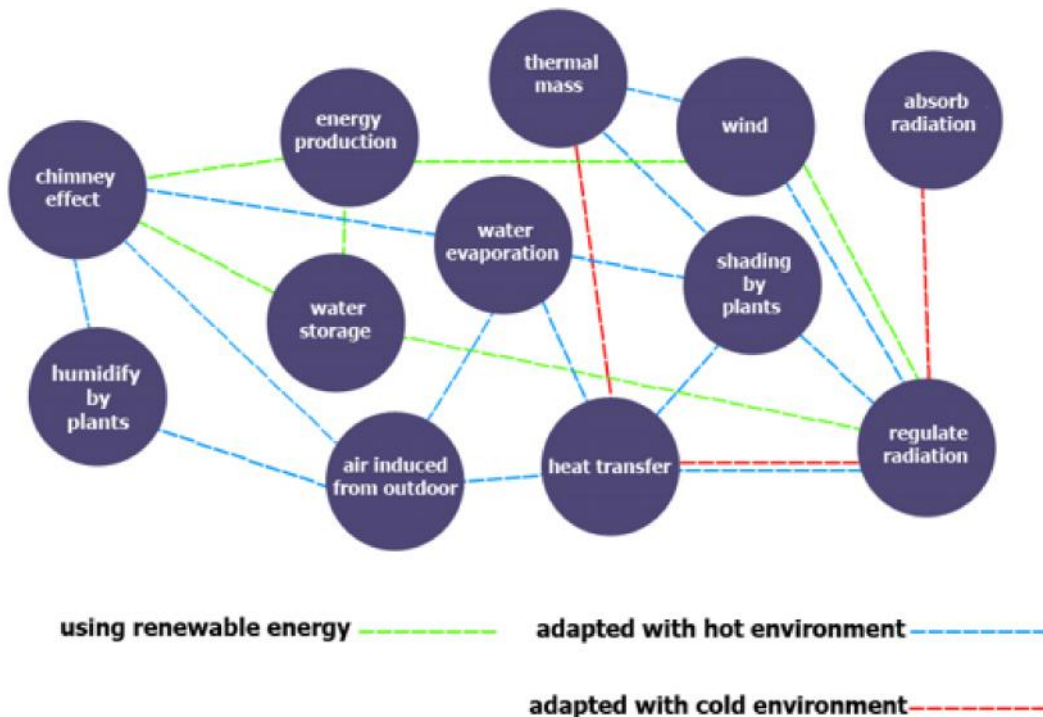 thermal
mass
absorb
radiation
energy
production
wind
chimney
effect
water
evaporation
shading
by
plants
water
storage
humidify
by
plants
regulate
radiation
air induced
from outdoor
heat transfer
using renewable energy
adapted with hot environment
adapted with cold environment